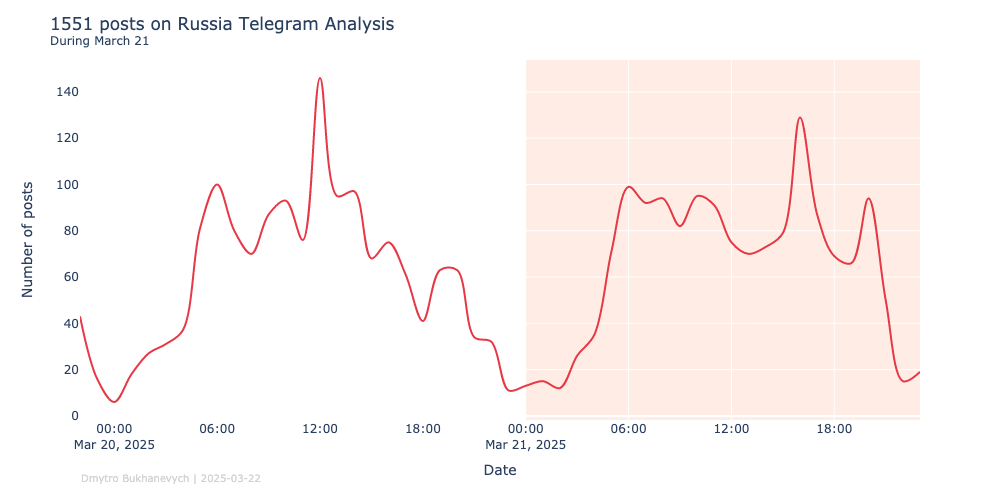 1551 posts on Russia Telegram Analysis
During March 21
140
120
100
80
60
40
20
0
Number of posts
00:00 06:00 12:00 18:00 00:00 06:00 12:00 18:00
Mar 20, 2025 Mar 21, 2025
Date
Dmytro Bukhanevych | 2025-03-22